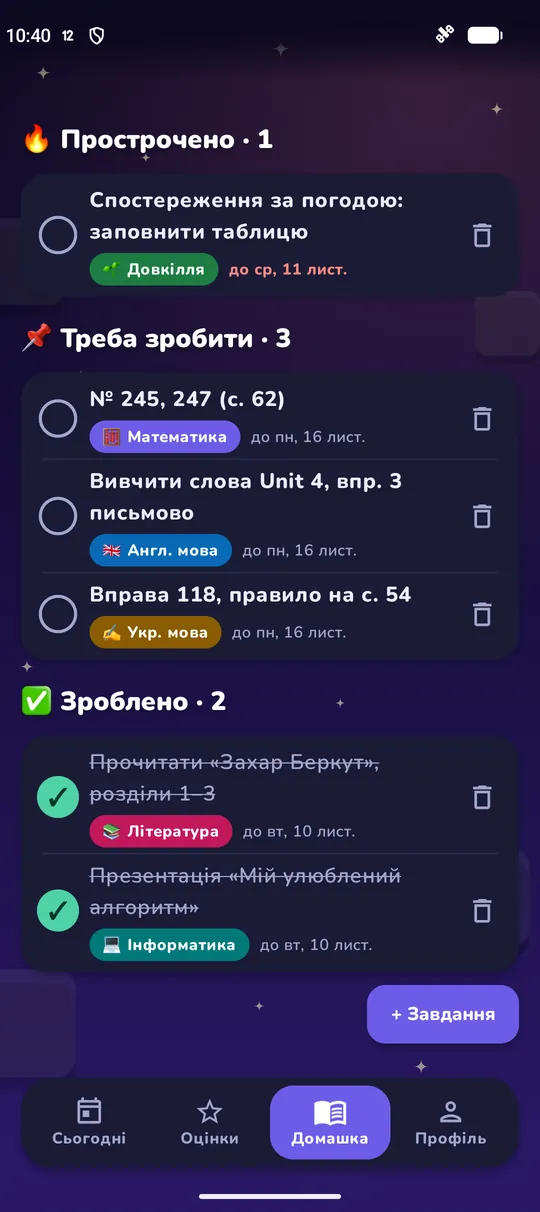 10:40 12
Прострочено · 1
Спостереження за погодою:
заповнити таблицю
Довкілля до ср, 11 лист.
Треба зробити · 3
№ 245, 247 (с. 62)
Математика до пн, 16 лист.
Вивчити слова Unit 4, впр. 3
письмово
Англ. мова до пн, 16 лист.
Вправа 118, правило на с. 54
Укр. мова до пн, 16 лист.
Зроблено · 2
Прочитати «Захар Беркут»,
розділи 1–3
Література до вт, 10 лист.
Презентація «Мій улюблений
алгоритм»
Інформатика до вт, 10 лист.
+ Завдання
Сьогодні Оцінки Домашка Профіль